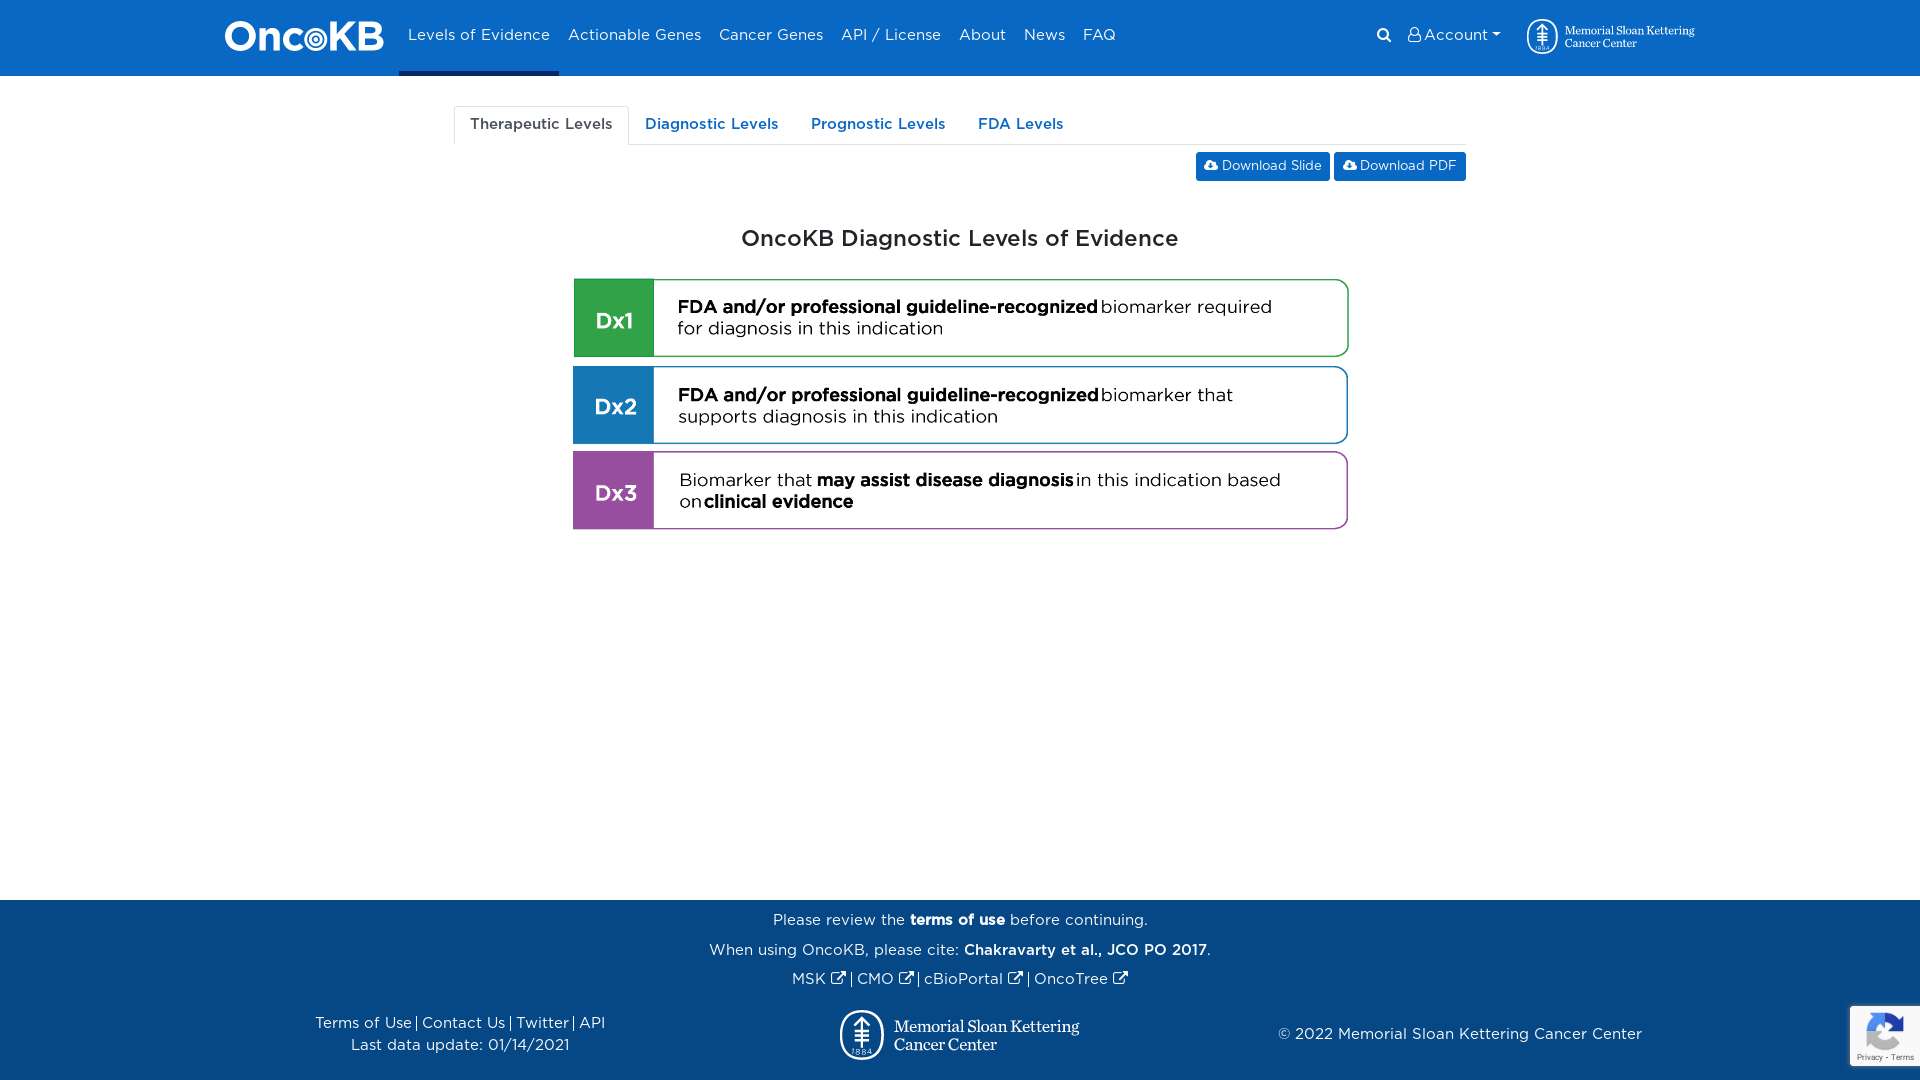 OncoKB Levels of Evidence Actionable Genes Cancer Genes API / License About News FAQ Account Memorial Sloan Kettering Cancer Center
Therapeutic Levels Diagnostic Levels Prognostic Levels FDA Levels
Download Slide Download PDF
OncoKB Diagnostic Levels of Evidence
Dx1
FDA and/or professional guideline-recognized biomarker required
for diagnosis in this indication
Dx2
FDA and/or professional guideline-recognized biomarker that
supports diagnosis in this indication
Dx3
Biomarker that may assist disease diagnosis in this indication based
on clinical evidence
Please review the terms of use before continuing.
When using OncoKB, please cite: Chakravarty et al., JCO PO 2017.
MSK | CMO | cBioPortal | OncoTree
Terms of Use | Contact Us | Twitter | API
Last data update: 01/14/2021
1884
Memorial Sloan Kettering
Cancer Center
© 2022 Memorial Sloan Kettering Cancer Center
Privacy - Terms